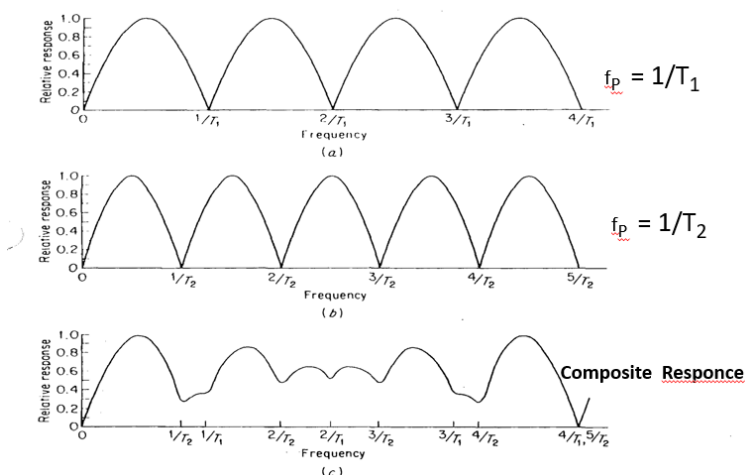 Relative response
1.0
0.8
0.6
0.4
0.2
0
0 1/T₁ 2/T₁ 3/T₁ 4/T₁
Frequency
(a)
fₚ = 1/T₁
Relative response
1.0
0.8
0.6
0.4
0.2
0
0 1/T₂ 2/T₂ 3/T₂ 4/T₂ 5/T₂
Frequency
(b)
fₚ = 1/T₂
Relative response
1.0
0.8
0.6
0.4
0.2
0
Composite Responce
0 1/T₂ 1/T₁ 2/T₂ 2/T₁ 3/T₂ 3/T₁ 4/T₂ 4/T₁,5/T₂
Frequency
(c)